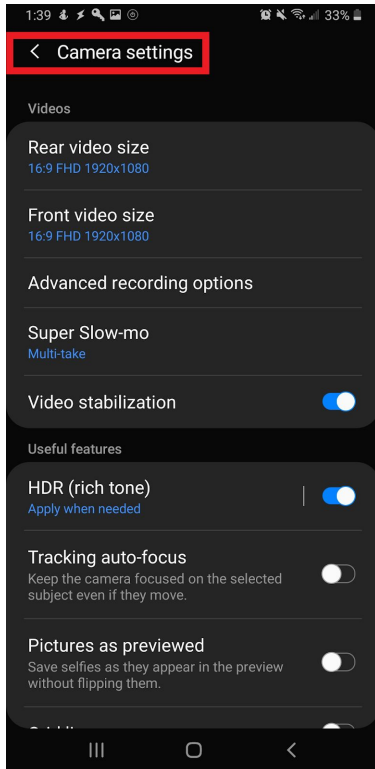 1:39 33%
Camera settings
Videos
Rear video size
16:9 FHD 1920x1080
Front video size
16:9 FHD 1920x1080
Advanced recording options
Super Slow-mo
Multi-take
Video stabilization
Useful features
HDR (rich tone)
Apply when needed
Tracking auto-focus
Keep the camera focused on the selected
subject even if they move.
Pictures as previewed
Save selfies as they appear in the preview
without flipping them.